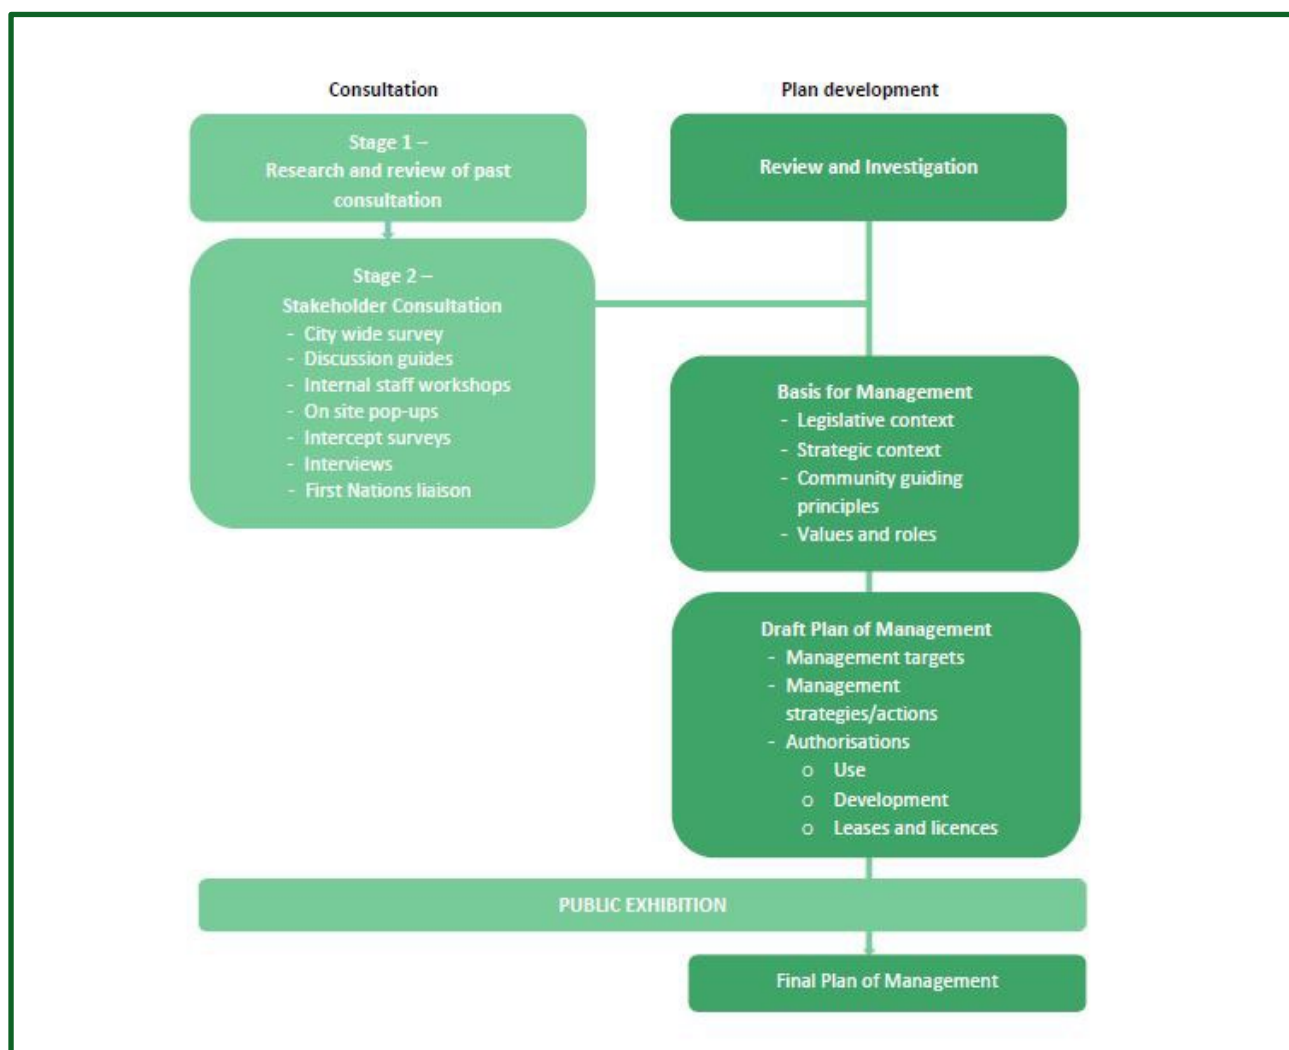 Consultation
Plan development
Stage 1 –
Research and review of past
consultation
Review and Investigation
Stage 2 –
Stakeholder Consultation
- City wide survey
- Discussion guides
- Internal staff workshops
- On site pop-ups
- Intercept surveys
- Interviews
- First Nations liaison
Basis for Management
- Legislative context
- Strategic context
- Community guiding
principles
- Values and roles
Draft Plan of Management
- Management targets
- Management
strategies/actions
- Authorisations
o Use
o Development
o Leases and licences
PUBLIC EXHIBITION
Final Plan of Management